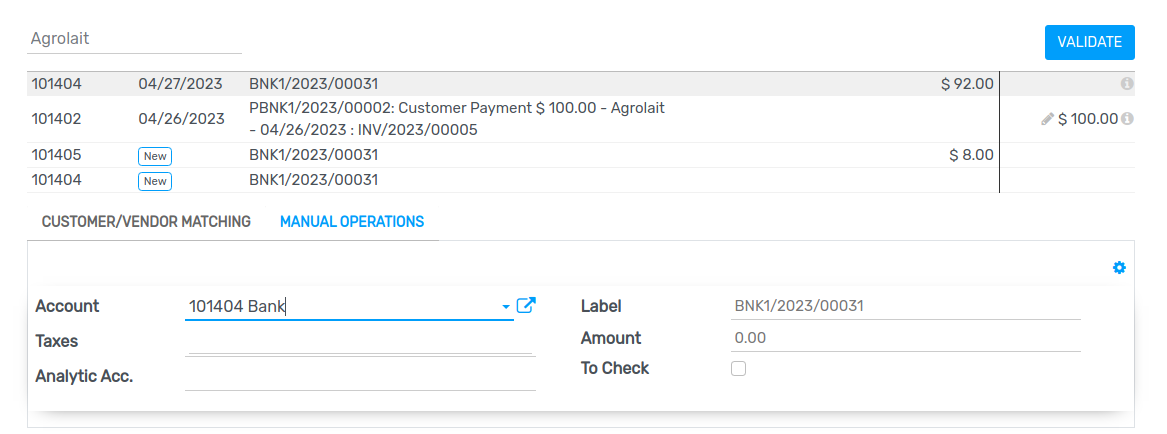 Agrolait
VALIDATE
101404 04/27/2023 BNK1/2023/00031 $ 92.00
101402 04/26/2023 PBNK1/2023/00002: Customer Payment $ 100.00 - Agrolait
- 04/26/2023 : INV/2023/00005 $ 100.00
101405 New BNK1/2023/00031 $ 8.00
101404 New BNK1/2023/00031
CUSTOMER/VENDOR MATCHING MANUAL OPERATIONS
Account 101404 Bank Label BNK1/2023/00031
Taxes Amount 0.00
Analytic Acc. To Check